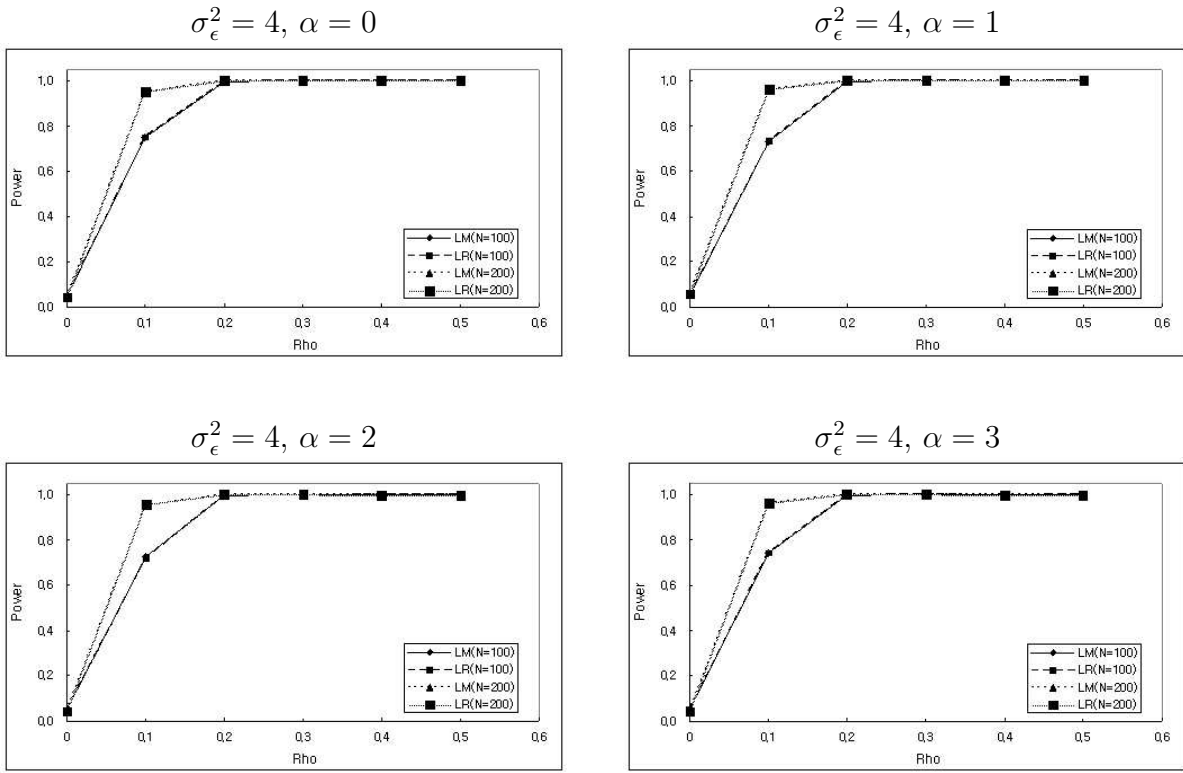 σ²_ϵ = 4, α = 0
Power
1,0
0,8
0,6
0,4
0,2
0,0
LM(N=100)
LR(N=100)
LM(N=200)
LR(N=200)
0 0,1 0,2 0,3 0,4 0,5 0,6
Rho
σ²_ϵ = 4, α = 1
Power
1,0
0,8
0,6
0,4
0,2
0,0
LM(N=100)
LR(N=100)
LM(N=200)
LR(N=200)
0 0,1 0,2 0,3 0,4 0,5 0,6
Rho
σ²_ϵ = 4, α = 2
Power
1,0
0,8
0,6
0,4
0,2
0,0
LM(N=100)
LR(N=100)
LM(N=200)
LR(N=200)
0 0,1 0,2 0,3 0,4 0,5 0,6
Rho
σ²_ϵ = 4, α = 3
Power
1,0
0,8
0,6
0,4
0,2
0,0
LM(N=100)
LR(N=100)
LM(N=200)
LR(N=200)
0 0,1 0,2 0,3 0,4 0,5 0,6
Rho